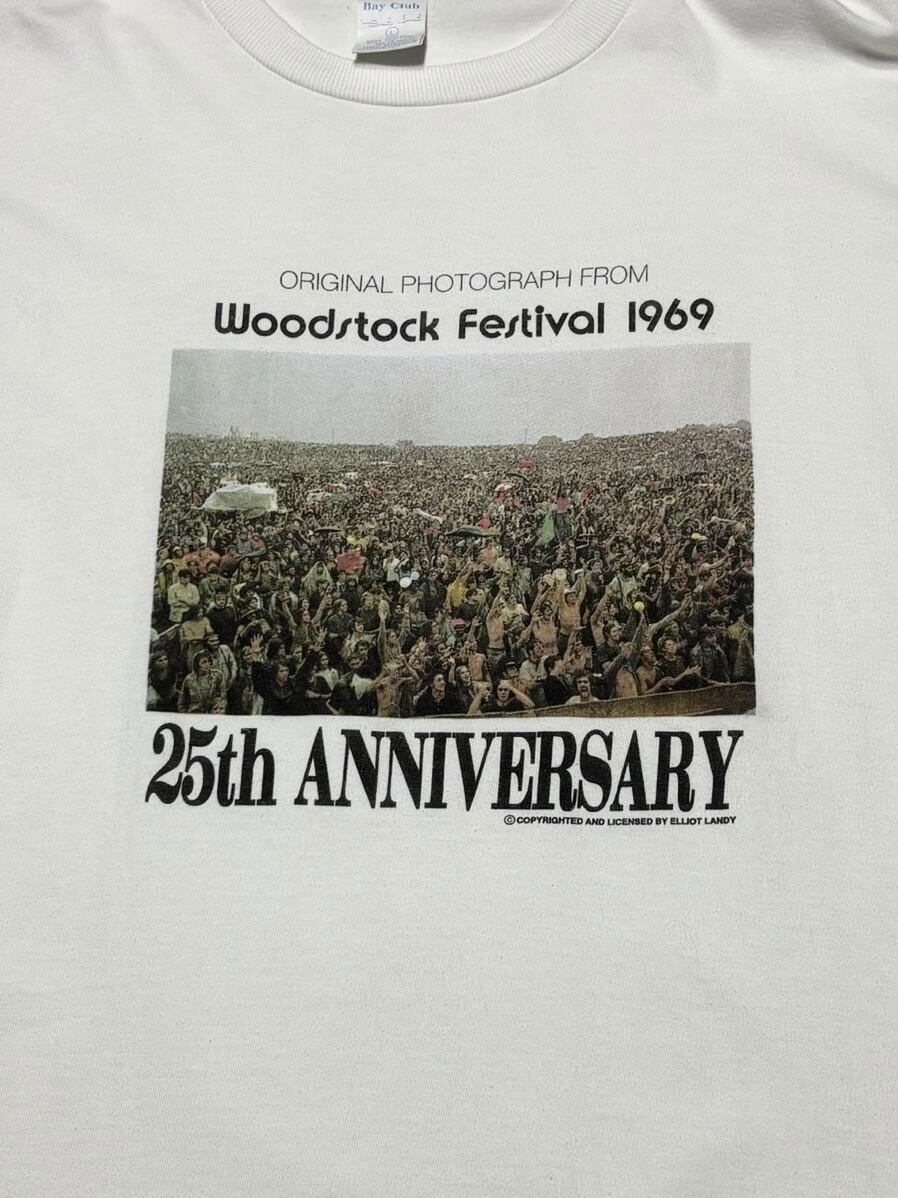 Bay Club
L
ORIGINAL PHOTOGRAPH FROM
Woodstock Festival 1969
25th ANNIVERSARY
©COPYRIGHTED AND LICENSED BY ELLIOT LANDY